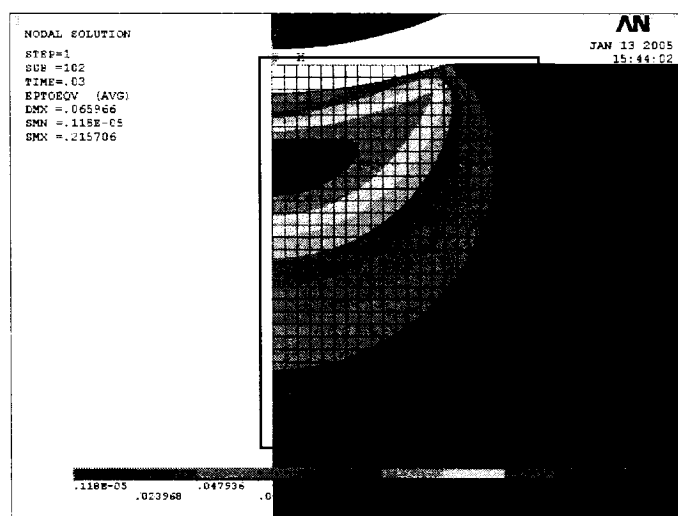 NODAL SOLUTION
STEP=1
SUB =102
TIME=.03
EPTOEQV (AVG)
DMX =.065966
SMN =.118E-05
SMX =.215706
AN
JAN 13 2005
15:44:02
.118E-05
.023968
.047936